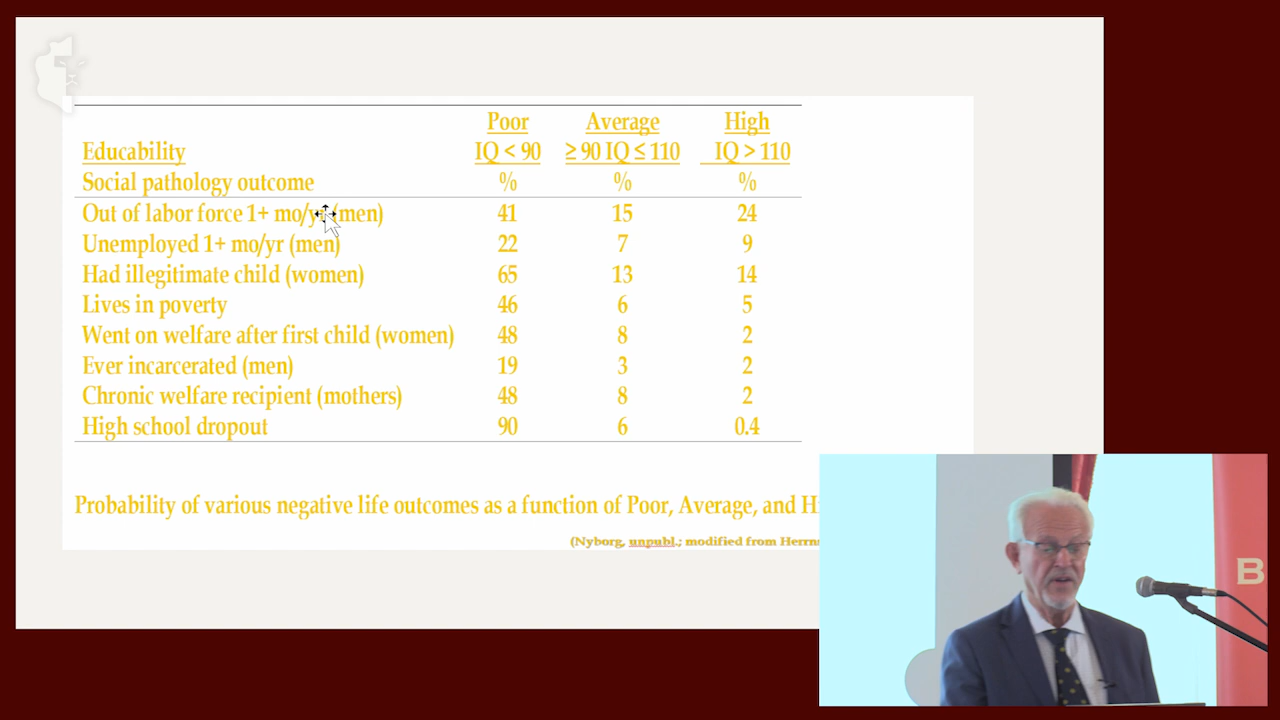 Poor Average High
Educability IQ < 90 ≥ 90 IQ ≤ 110 IQ > 110
Social pathology outcome % % %
Out of labor force 1+ mo/yr (men) 41 15 24
Unemployed 1+ mo/yr (men) 22 7 9
Had illegitimate child (women) 65 13 14
Lives in poverty 46 6 5
Went on welfare after first child (women) 48 8 2
Ever incarcerated (men) 19 3 2
Chronic welfare recipient (mothers) 48 8 2
High school dropout 90 6 0.4
Probability of various negative life outcomes as a function of Poor, Average, and H
(Nyborg, unpubl.; modified from Herrn
B